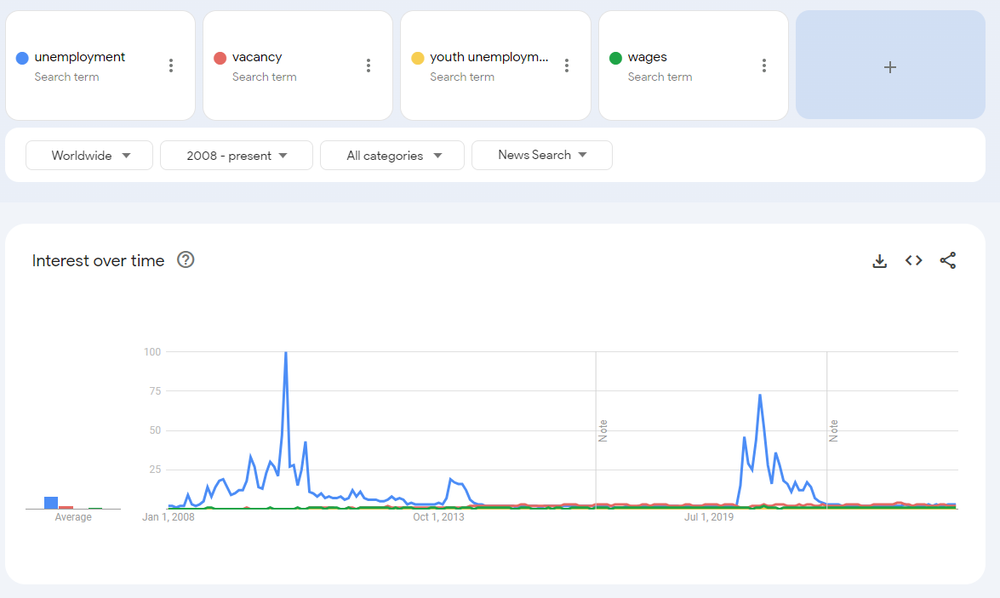 unemployment
Search term
vacancy
Search term
youth unemploym...
Search term
wages
Search term
+
Worldwide
2008 - present
All categories
News Search
Interest over time
?
100
75
50
25
Note
Note
Average
Jan 1, 2008
Oct 1, 2013
Jul 1, 2019